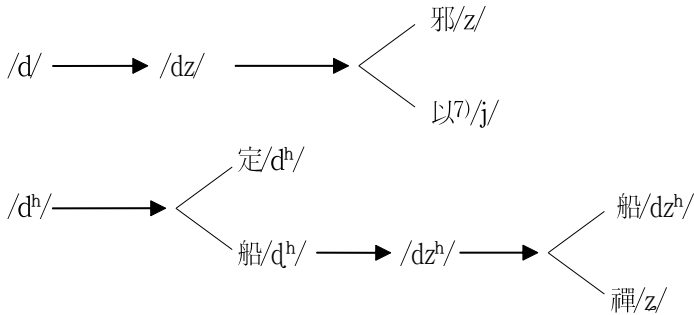 邪/z/
/d/ → /dz/ →
以⁷⁾/j/
定/dʰ/
/dʰ/ →
船/dzʰ/
船/ɖʰ/ → /dzʰ/ →
禪/ʐ/